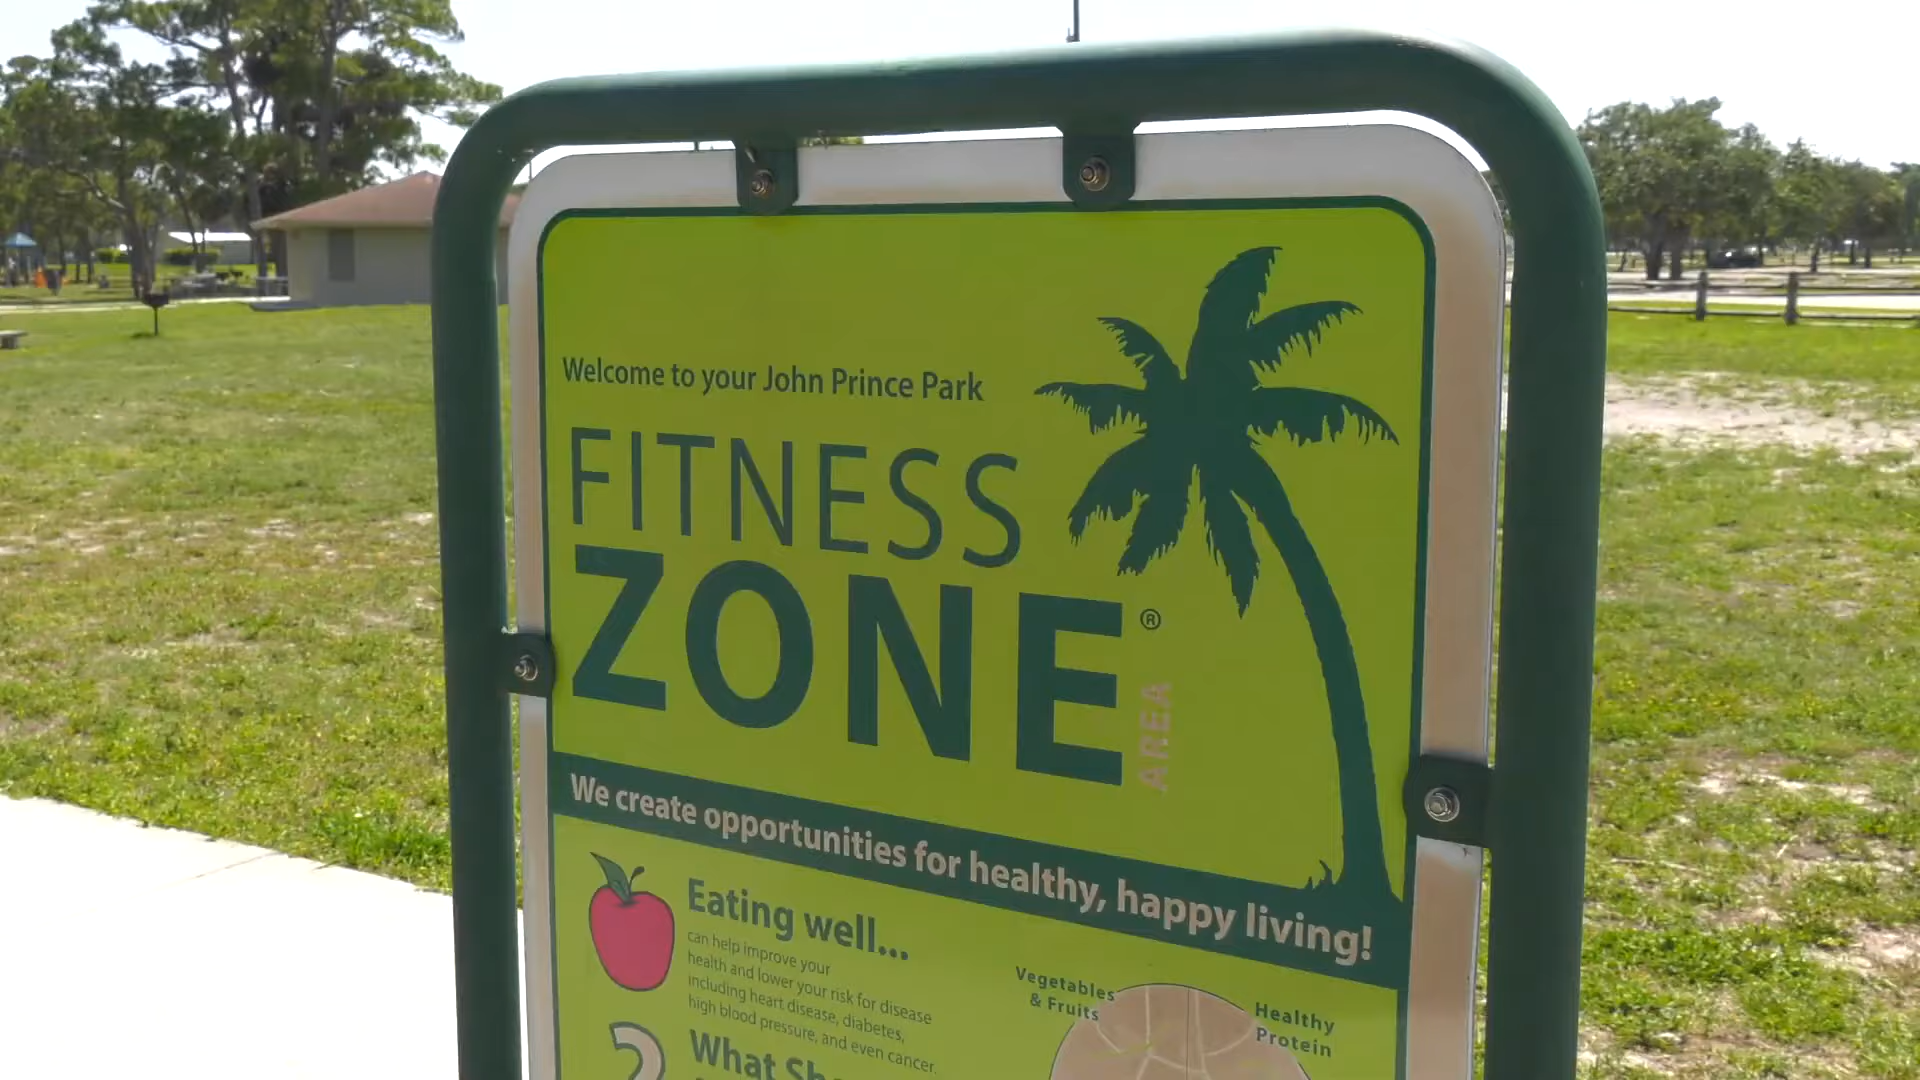 Welcome to your John Prince Park
FITNESS
ZONE®
AREA
We create opportunities for healthy, happy living!
Eating well...
can help improve your
health and lower your risk for disease
including heart disease, diabetes,
high blood pressure, and even cancer.
Vegetables
& Fruits
Healthy
Protein
What